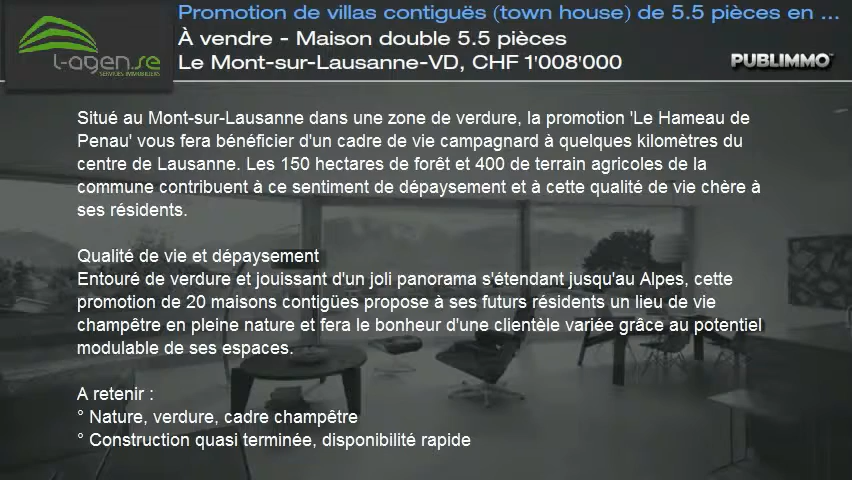 Promotion de villas contiguës (town house) de 5.5 pièces en ...
À vendre - Maison double 5.5 pièces
Le Mont-sur-Lausanne-VD, CHF 1'008'000
l-agen.se
SERVICES IMMOBILIERS
PUBLIMMO
Situé au Mont-sur-Lausanne dans une zone de verdure, la promotion 'Le Hameau de
Penau' vous fera bénéficier d'un cadre de vie campagnard à quelques kilomètres du
centre de Lausanne. Les 150 hectares de forêt et 400 de terrain agricoles de la
commune contribuent à ce sentiment de dépaysement et à cette qualité de vie chère à
ses résidents.
Qualité de vie et dépaysement
Entouré de verdure et jouissant d'un joli panorama s'étendant jusqu'au Alpes, cette
promotion de 20 maisons contigües propose à ses futurs résidents un lieu de vie
champêtre en pleine nature et fera le bonheur d'une clientèle variée grâce au potentiel
modulable de ses espaces.
A retenir :
° Nature, verdure, cadre champêtre
° Construction quasi terminée, disponibilité rapide